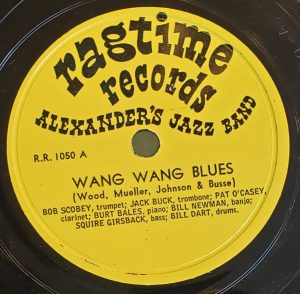 ragtime
records
ALEXANDER'S JAZZ BAND
R.R. 1050 A
WANG WANG BLUES
(Wood, Mueller, Johnson & Busse)
BOB SCOBEY, trumpet; JACK BUCK, trombone; PAT O'CASEY,
clarinet; BURT BALES, piano; BILL NEWMAN, banjo;
SQUIRE GIRSBACK, bass; BILL DART, drums.